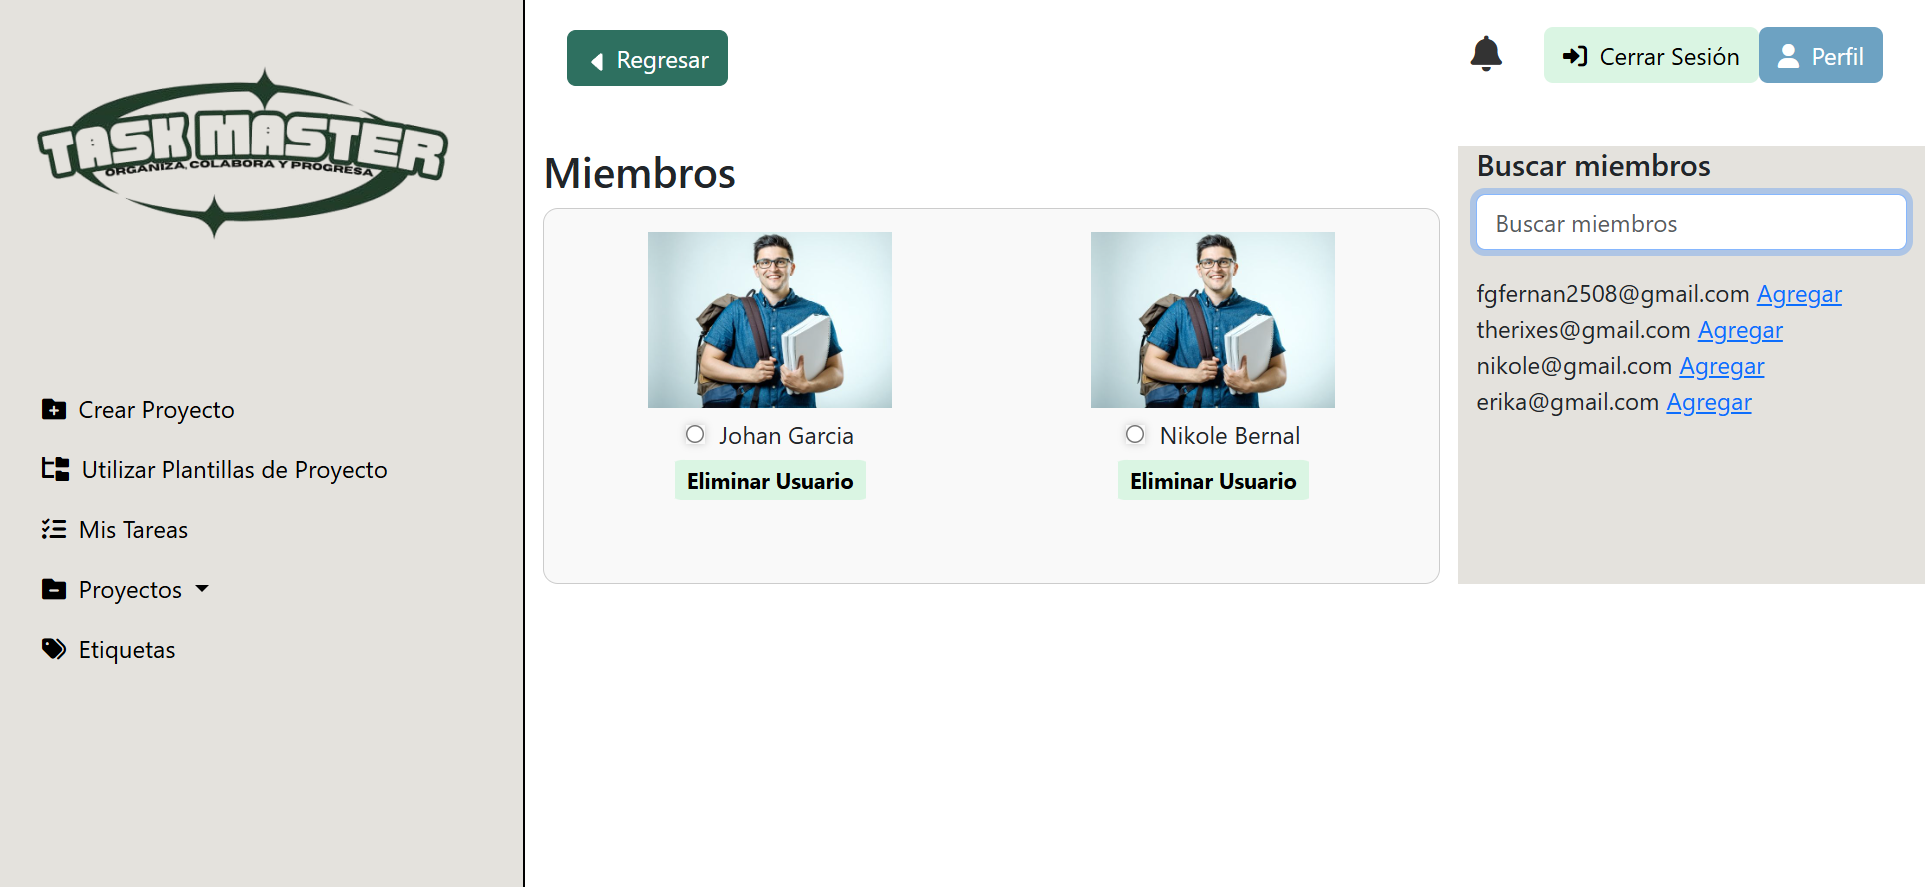 TASK MASTER
ORGANIZA, COLABORA Y PROGRESA
Crear Proyecto
Utilizar Plantillas de Proyecto
Mis Tareas
Proyectos
Etiquetas
Regresar
Cerrar Sesión
Perfil
Miembros
Johan Garcia
Eliminar Usuario
Nikole Bernal
Eliminar Usuario
Buscar miembros
Buscar miembros
fgfernan2508@gmail.com Agregar
therixes@gmail.com Agregar
nikole@gmail.com Agregar
erika@gmail.com Agregar